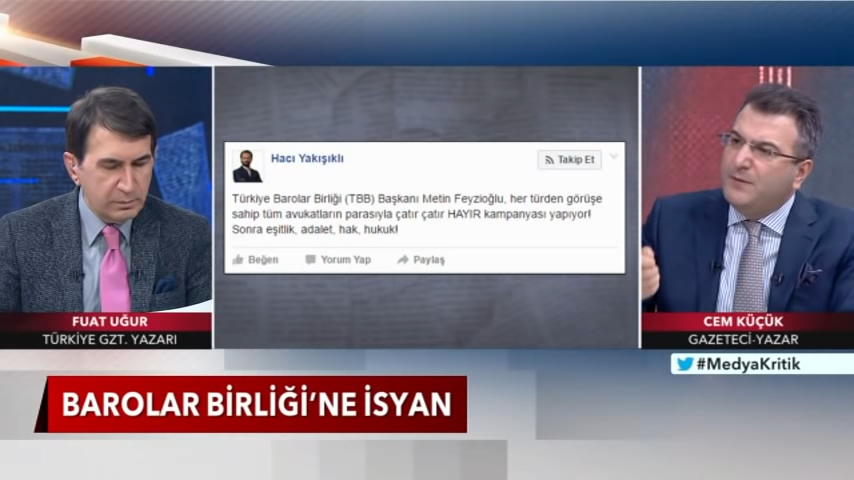 Hacı Yakışıklı
Takip Et
Türkiye Barolar Birliği (TBB) Başkanı Metin Feyzioğlu, her türden görüşe
sahip tüm avukatların parasıyla çatır çatır HAYIR kampanyası yapıyor!
Sonra eşitlik, adalet, hak, hukuk!
Beğen Yorum Yap Paylaş
FUAT UĞUR
TÜRKİYE GZT. YAZARI
CEM KÜÇÜK
GAZETECİ-YAZAR
#MedyaKritik
BAROLAR BİRLİĞİ'NE İSYAN